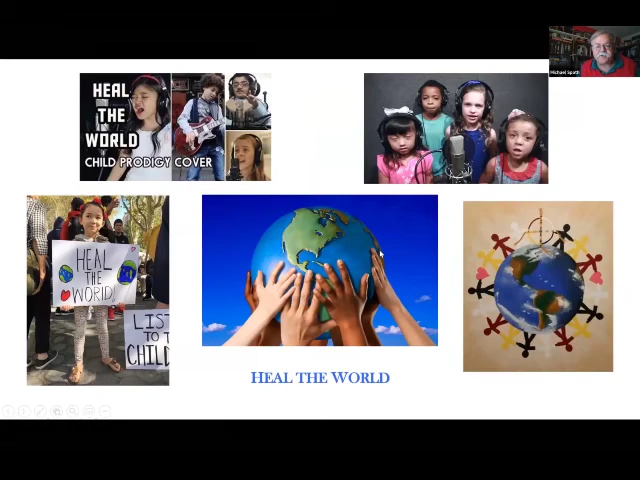 Michael Spath
HEAL
THE
WORLD
CHILD PRODIGY COVER
HEAL
THE
WORLD!
LIST
TO T
CHILD
HEAL THE WORLD